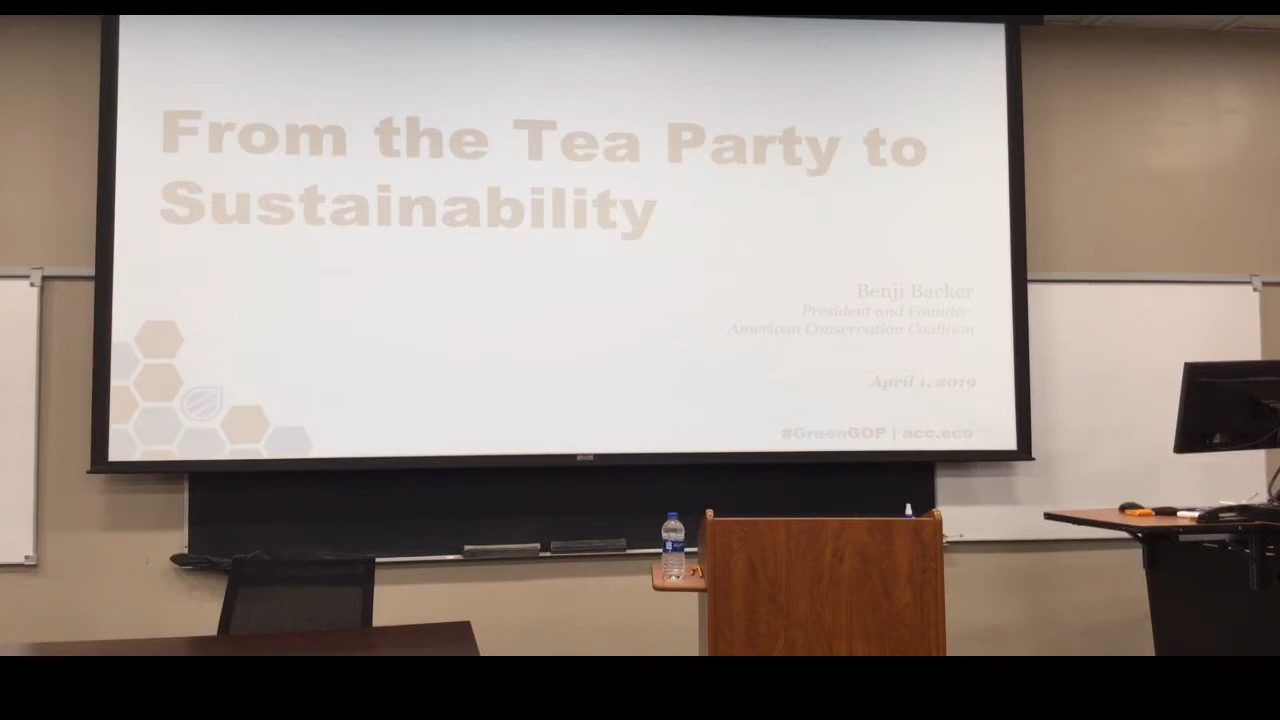 From the Tea Party to
Sustainability
Benji Backer
President and Founder,
American Conservation Coalition
April 1, 2019
#GreenGOP | acc.eco